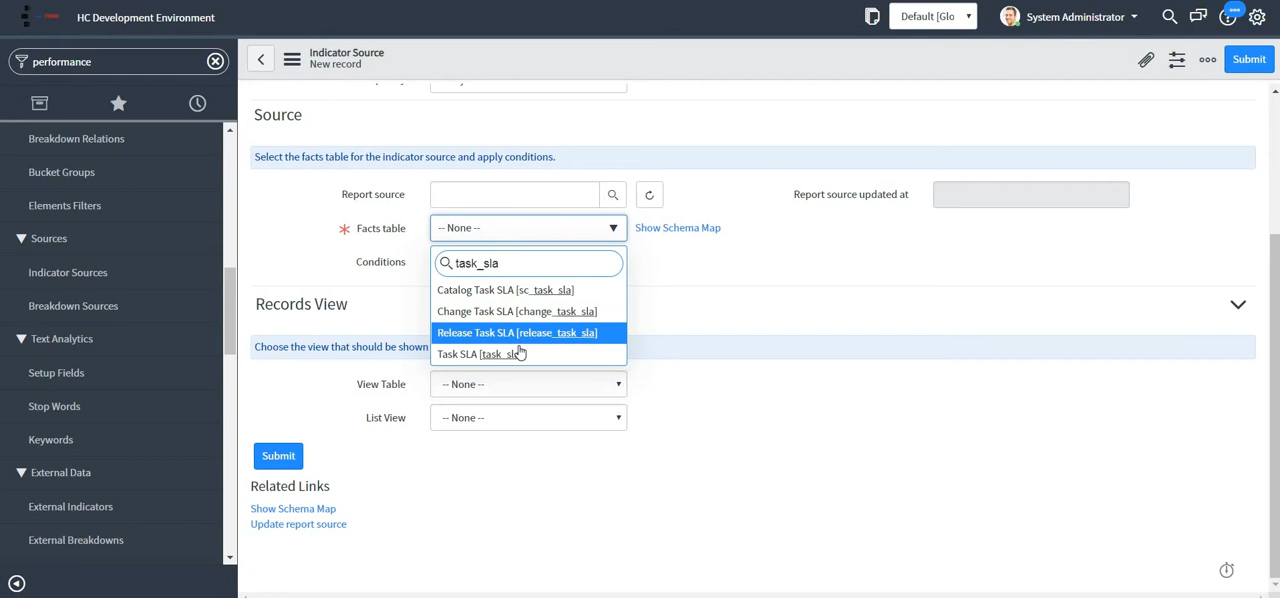 HC Development Environment
Default [Glo
System Administrator
performance
Indicator Source
New record
Submit
Breakdown Relations
Bucket Groups
Elements Filters
Sources
Indicator Sources
Breakdown Sources
Text Analytics
Setup Fields
Stop Words
Keywords
External Data
External Indicators
External Breakdowns
Source
Select the facts table for the indicator source and apply conditions.
Report source
Report source updated at
Facts table
-- None --
Show Schema Map
Conditions
task_sla
Catalog Task SLA [sc_task_sla]
Change Task SLA [change_task_sla]
Release Task SLA [release_task_sla]
Task SLA [task_sla]
Records View
Choose the view that should be shown
View Table
-- None --
List View
-- None --
Submit
Related Links
Show Schema Map
Update report source